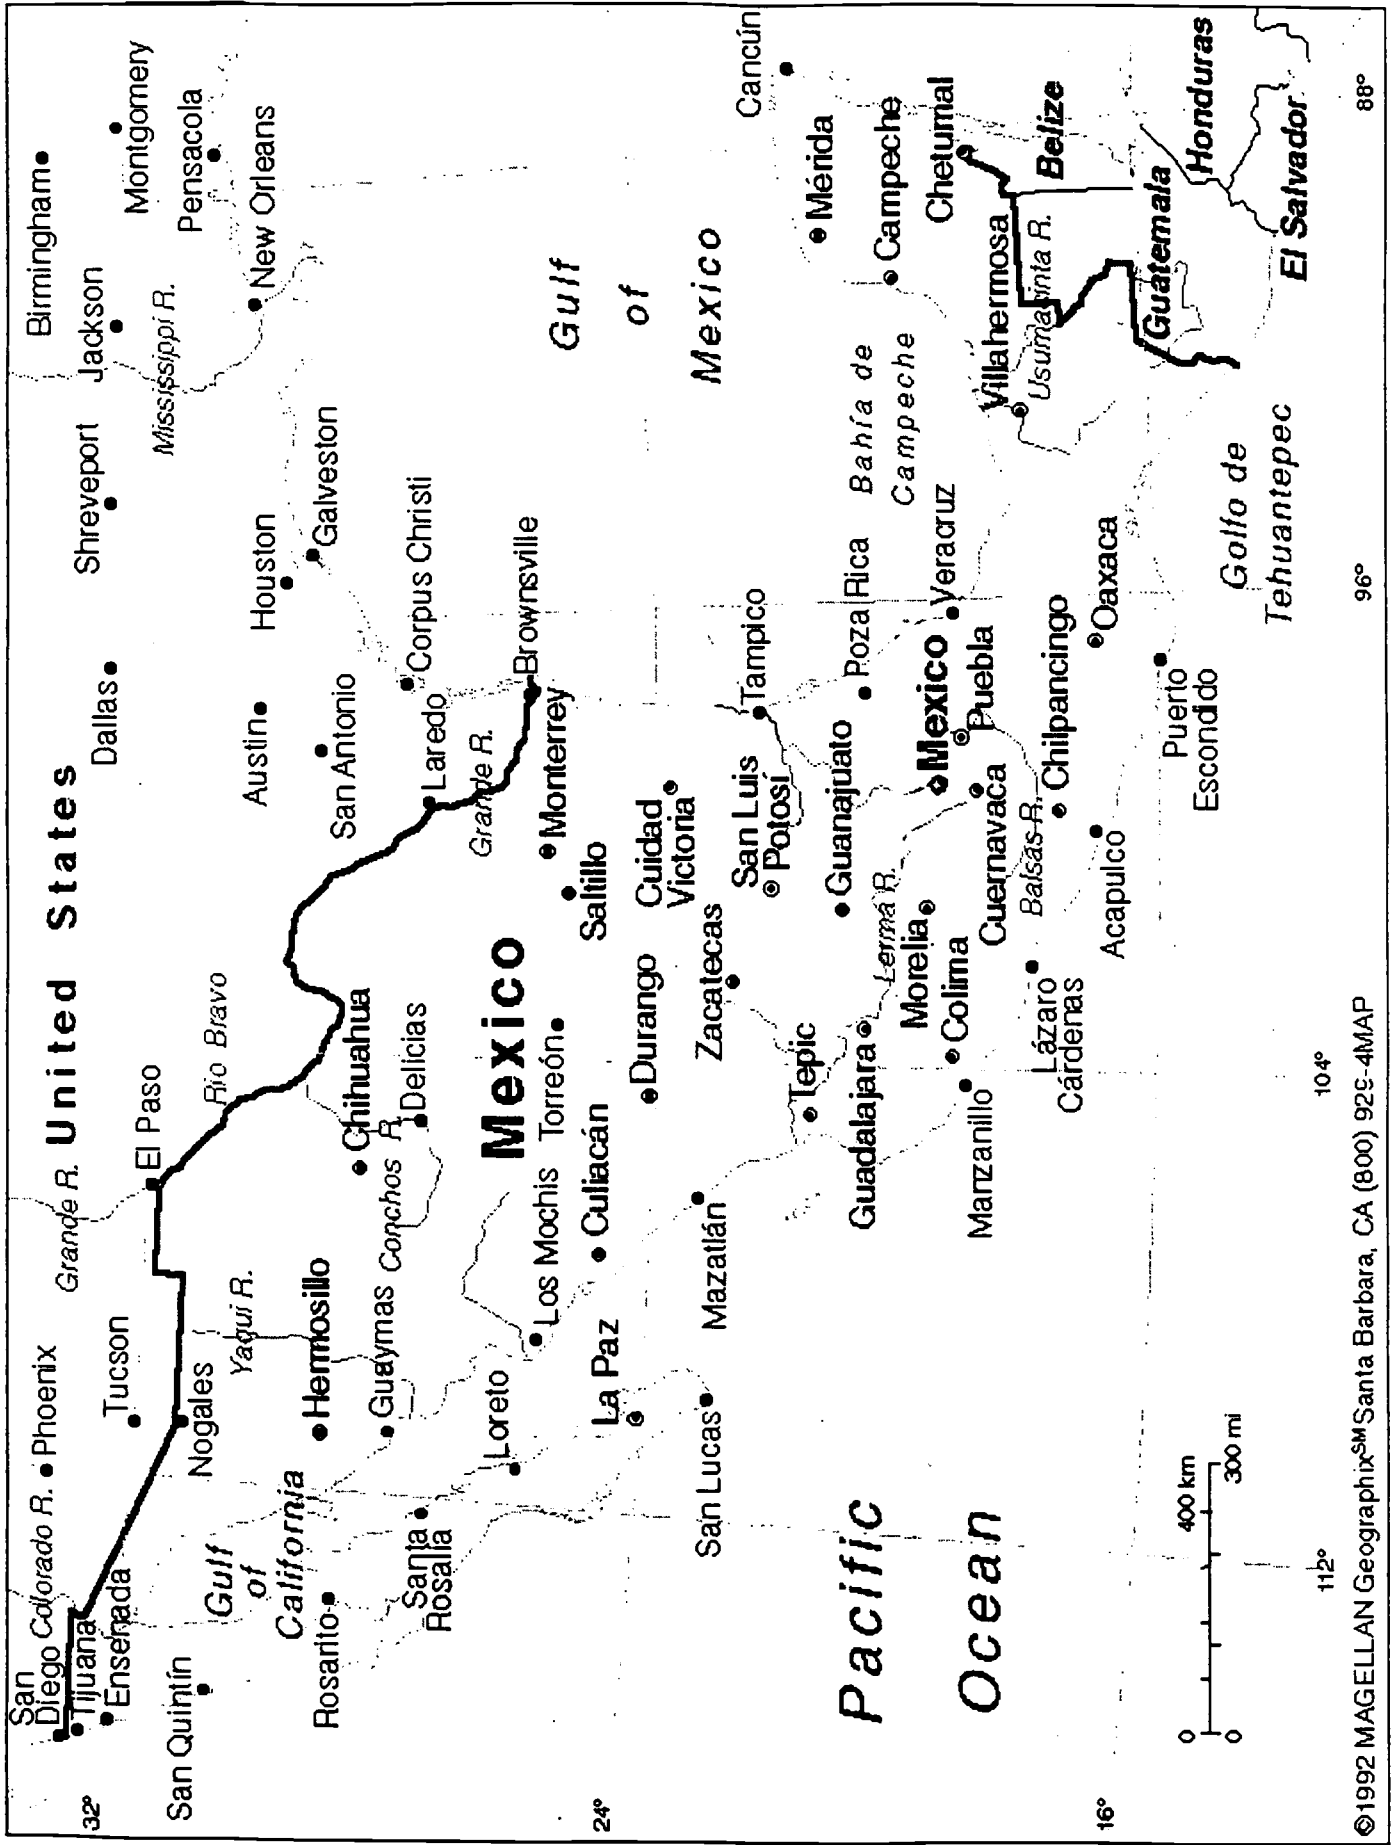 United States
San
Diego
Tijuana
Ensenada
San Quintín
Colorado R.
Phoenix
Tucson
Nogales
Grande R.
El Paso
Dallas
Shreveport
Jackson
Birmingham
Montgomery
Pensacola
New Orleans
Mississippi R.
Houston
Galveston
Austin
San Antonio
Corpus Christi
Laredo
Brownsville
Grande R.
Rio Bravo
Yaqui R.
Gulf
of
California
Rosarito
Santa
Rosalla
Hermosillo
Guaymas
Conchos R.
Chihuahua
Delicias
Mexico
Monterrey
Saltillo
Torreón
Los Mochis
Culiacán
Loreto
La Paz
San Lucas
Mazatlán
Durango
Cuidad
Victoria
Zacatecas
San Luis
Potosí
Tampico
Tepic
Guadalajara
Guanajuato
Lerma R.
Poza Rica
Morelia
Colima
Manzanillo
Mexico
Puebla
Veracruz
Cuernavaca
Balsas R.
Chilpancingo
Lázaro
Cárdenas
Acapulco
Oaxaca
Puerto
Escondido
Gulf
of
Mexico
Bahía de
Campeche
Cancún
Mérida
Campeche
Chetumal
Villahermosa
Usumacinta R.
Belize
Guatemala
Honduras
El Salvador
Golfo de
Tehuantepec
Pacific
Ocean
0 400 km
0 300 mi
32°
24°
16°
112°
104°
96°
88°
©1992 MAGELLAN Geographix℠Santa Barbara, CA (800) 929-4MAP